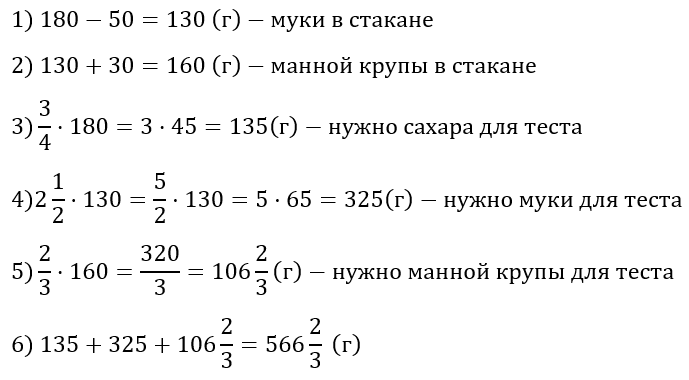 1) 180 − 50 = 130 (г) − муки в стакане
2) 130 + 30 = 160 (г) − манной крупы в стакане
3) 3/4 · 180 = 3 · 45 = 135(г) − нужно сахара для теста
4)2 1/2 · 130 = 5/2 · 130 = 5 · 65 = 325(г) − нужно муки для теста
5) 2/3 · 160 = 320/3 = 106 2/3 (г) − нужно манной крупы для теста
6) 135 + 325 + 106 2/3 = 566 2/3 (г)